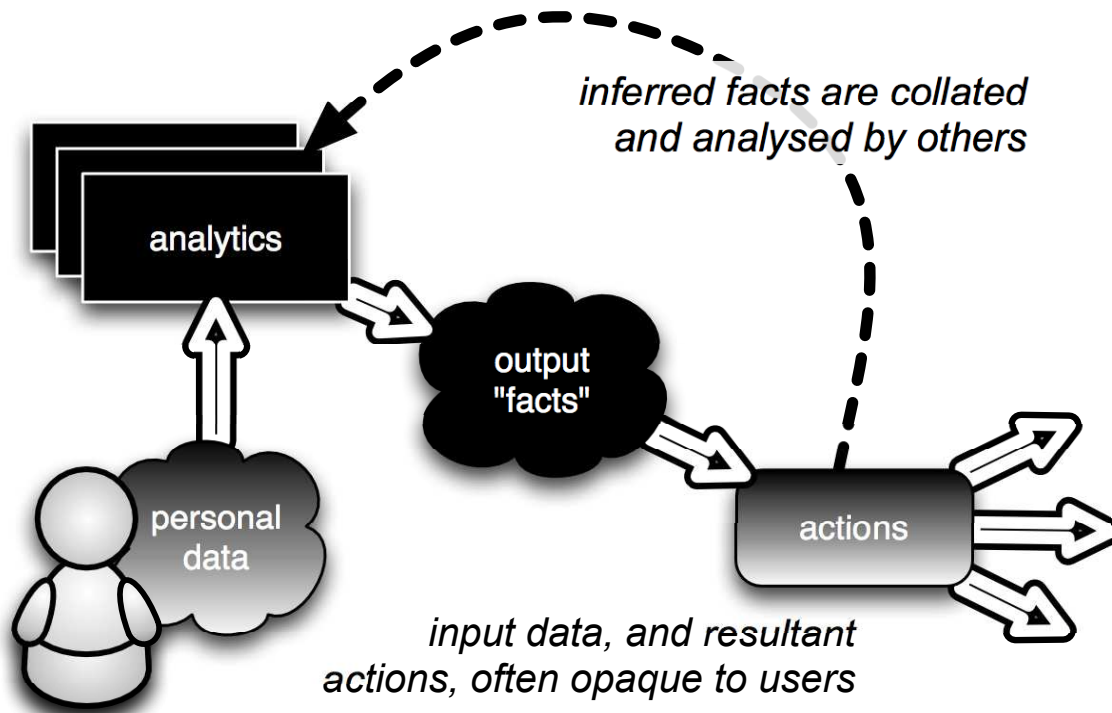 inferred facts are collated
and analysed by others
analytics
output
"facts"
personal
data
actions
input data, and resultant
actions, often opaque to users